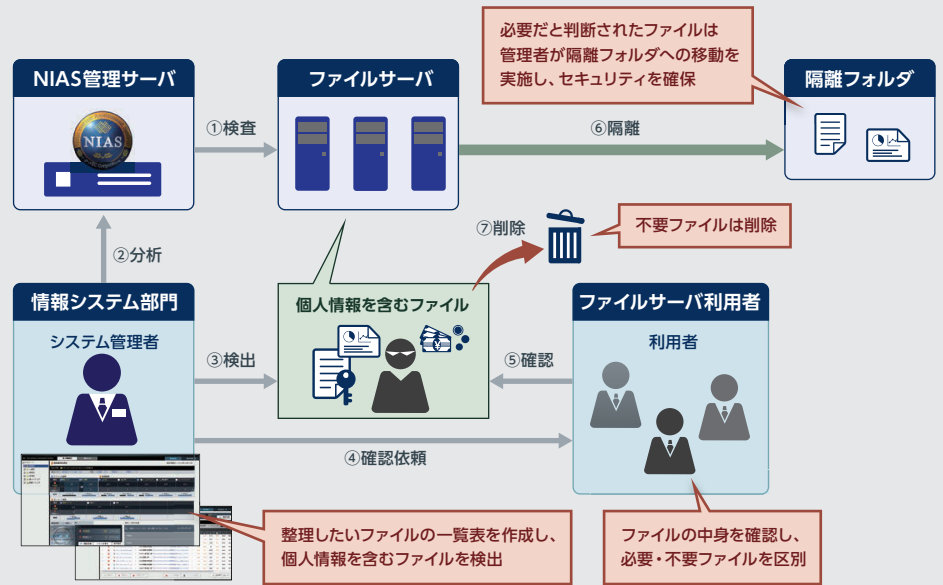 必要だと判断されたファイルは
管理者が隔離フォルダへの移動を
実施し、セキュリティを確保
NIAS管理サーバ
ファイルサーバ
隔離フォルダ
NIAS
①検査
⑥隔離
②分析
⑦削除
不要ファイルは削除
情報システム部門
システム管理者
個人情報を含むファイル
ファイルサーバ利用者
利用者
③検出
⑤確認
④確認依頼
整理したいファイルの一覧表を作成し、
個人情報を含むファイルを検出
ファイルの中身を確認し、
必要・不要ファイルを区別